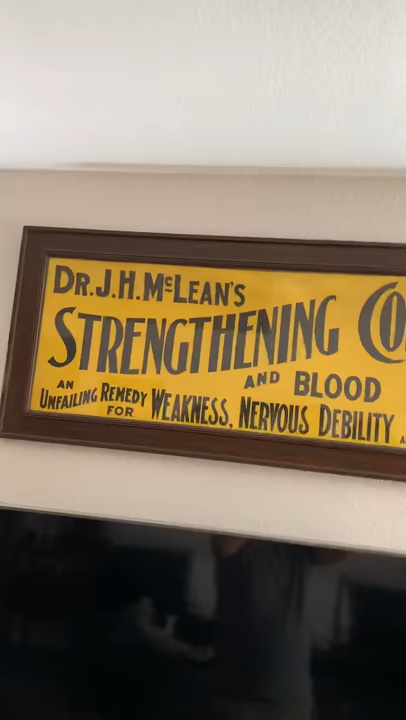 DR. J. H. McLEAN'S
STRENGTHENING
AND BLOOD
AN UNFAILING REMEDY FOR WEAKNESS, NERVOUS DEBILITY